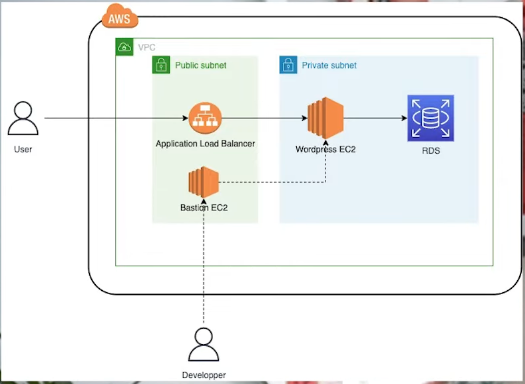 AWS
VPC
Public subnet
Private subnet
User
Application Load Balancer
Wordpress EC2
RDS
Bastion EC2
Developper